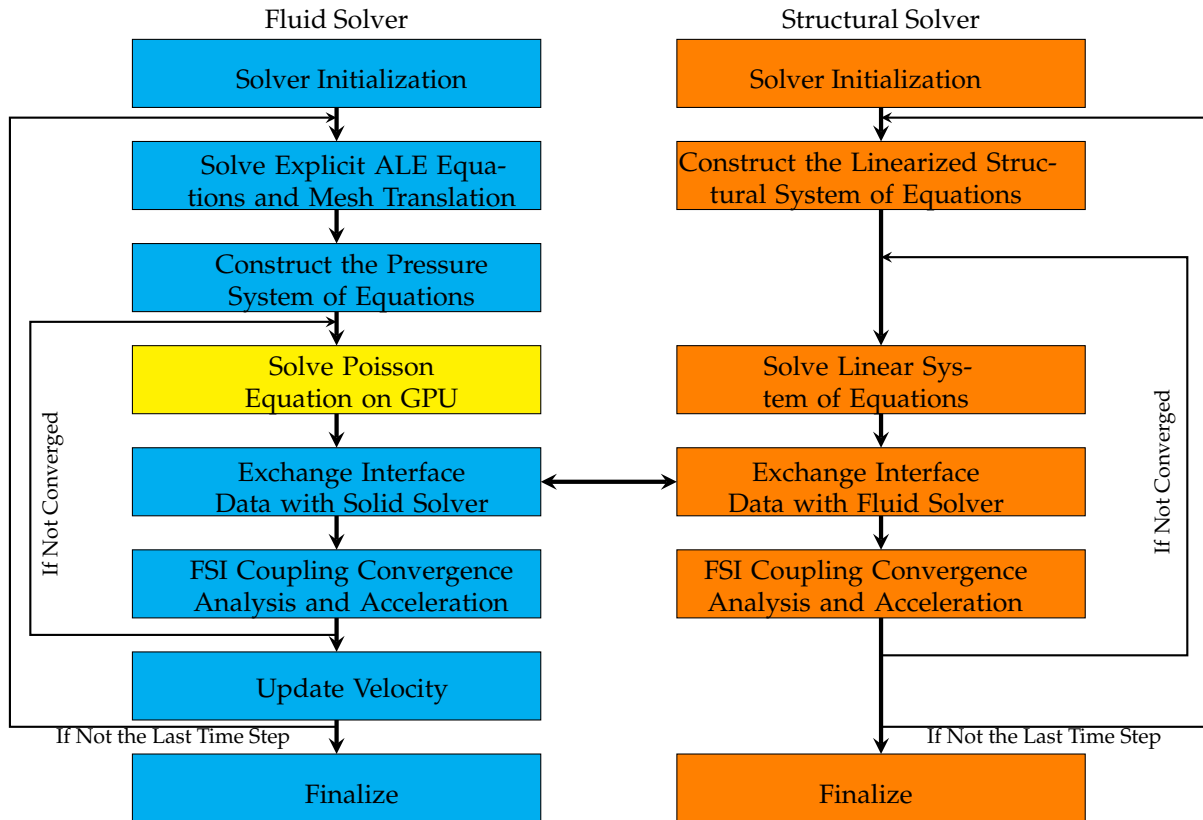 Fluid Solver
Solver Initialization
Solve Explicit ALE Equa-
tions and Mesh Translation
Construct the Pressure
System of Equations
Solve Poisson
Equation on GPU
Exchange Interface
Data with Solid Solver
FSI Coupling Convergence
Analysis and Acceleration
Update Velocity
Finalize
If Not Converged
If Not the Last Time Step
Structural Solver
Solver Initialization
Construct the Linearized Struc-
tural System of Equations
Solve Linear Sys-
tem of Equations
Exchange Interface
Data with Fluid Solver
FSI Coupling Convergence
Analysis and Acceleration
Finalize
If Not Converged
If Not the Last Time Step